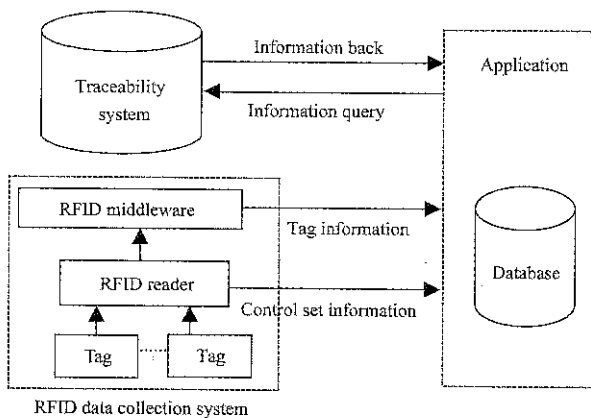 Information back
Application
Traceability
system
Information query
RFID middleware
Tag information
RFID reader
Database
Control set information
Tag
Tag
RFID data collection system